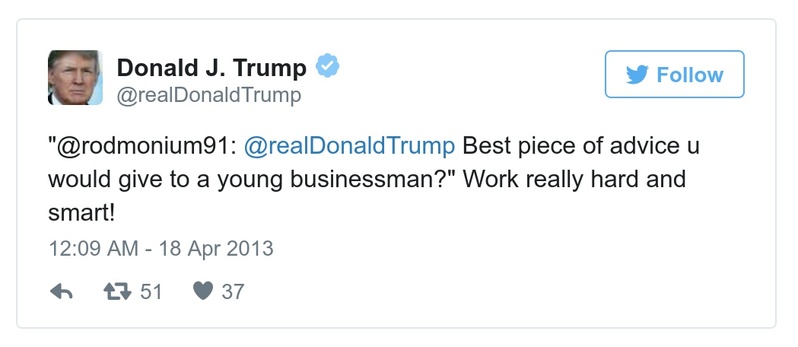 Donald J. Trump
@realDonaldTrump
Follow
"@rodmonium91: @realDonaldTrump Best piece of advice u
would give to a young businessman?" Work really hard and
smart!
12:09 AM - 18 Apr 2013
51 37